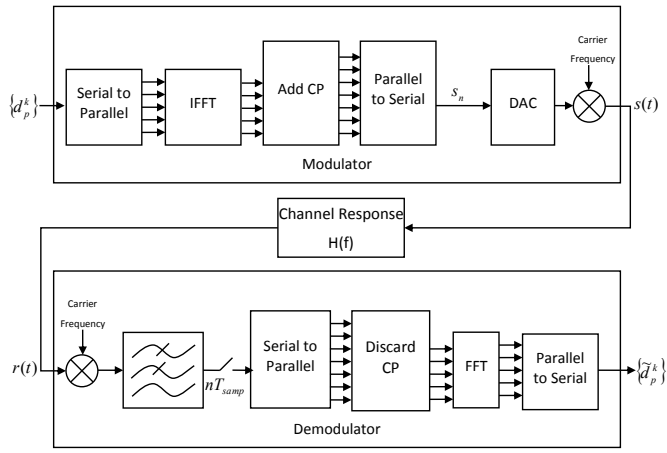 Carrier
Frequency
{d_p^k}
Serial to
Parallel
IFFT
Add CP
Parallel
to Serial
s_n
DAC
s(t)
Modulator
Channel Response
H(f)
Carrier
Frequency
r(t)
nT_samp
Serial to
Parallel
Discard
CP
FFT
Parallel
to Serial
{d̃_p^k}
Demodulator